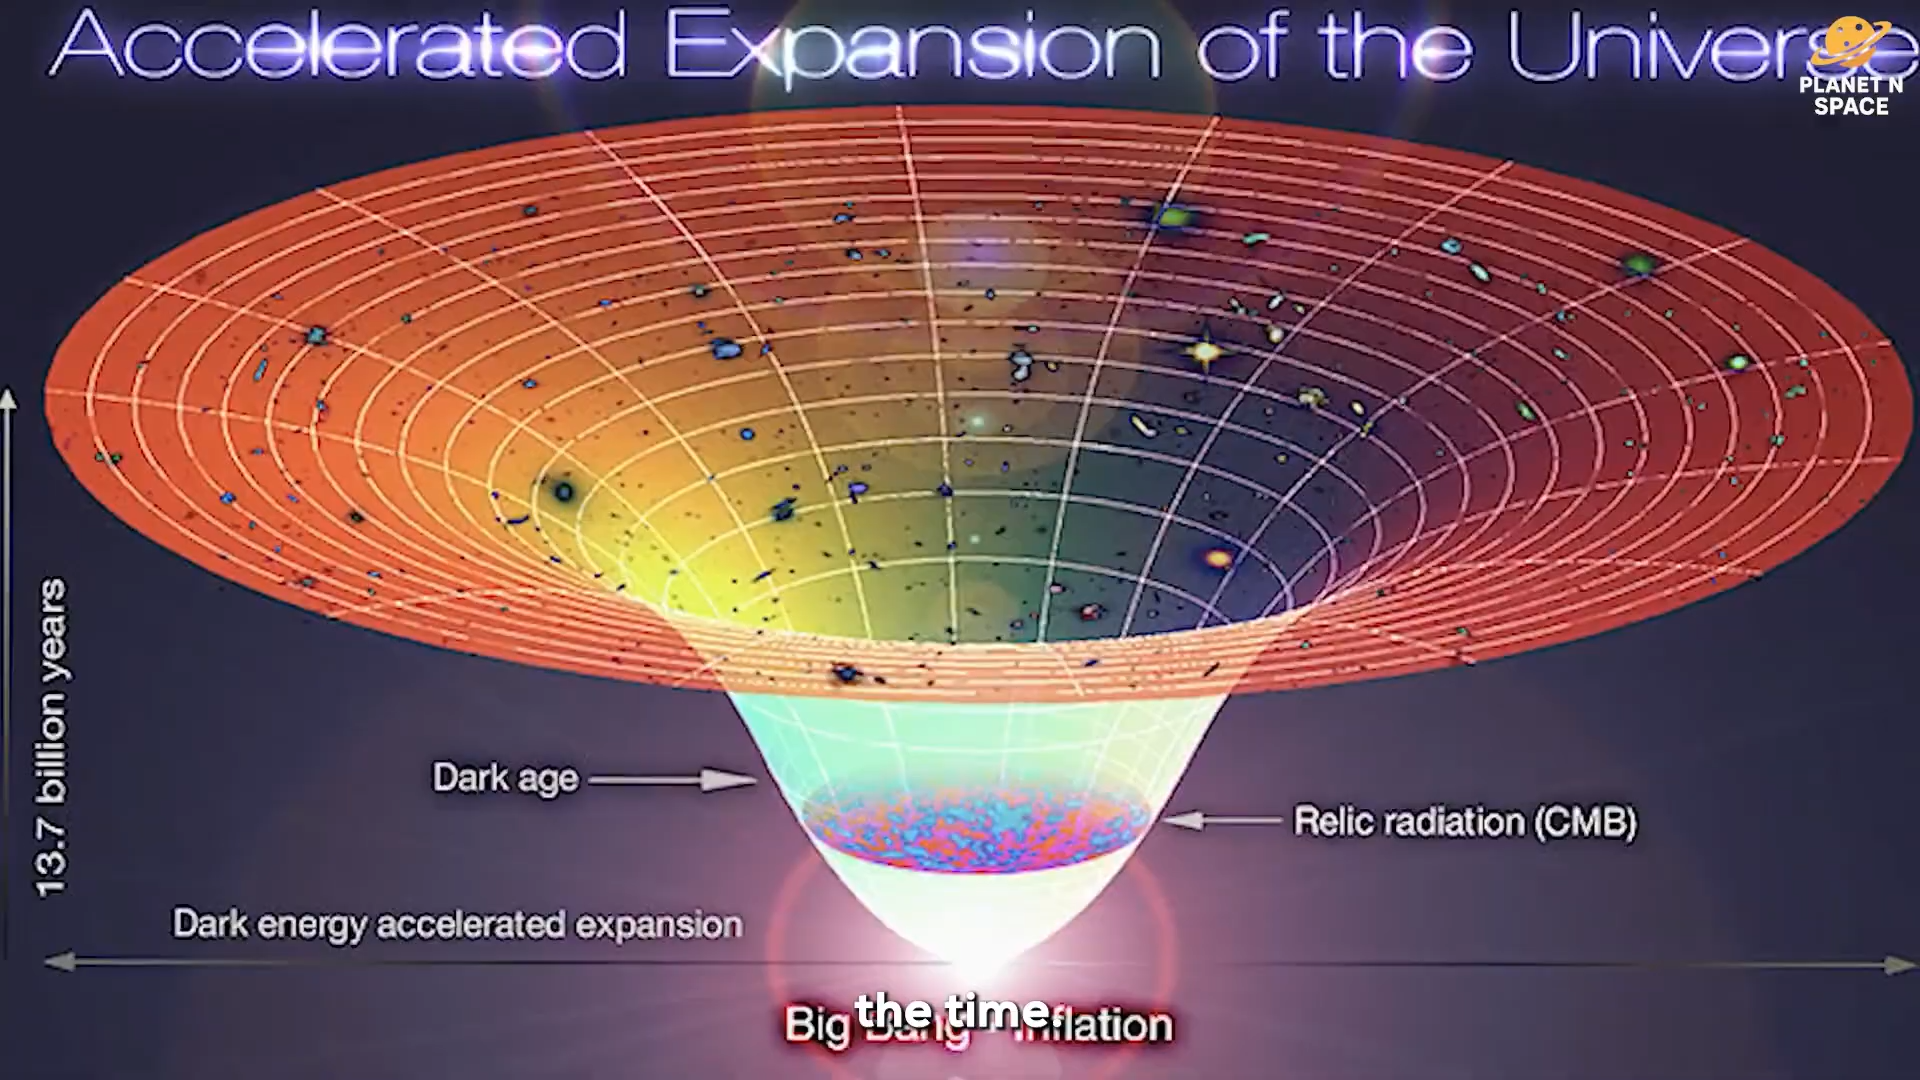 Accelerated Expansion of the Universe
PLANET N
SPACE
13.7 billion years
Dark age
Relic radiation (CMB)
Dark energy accelerated expansion
the time.
Big Bang - Inflation